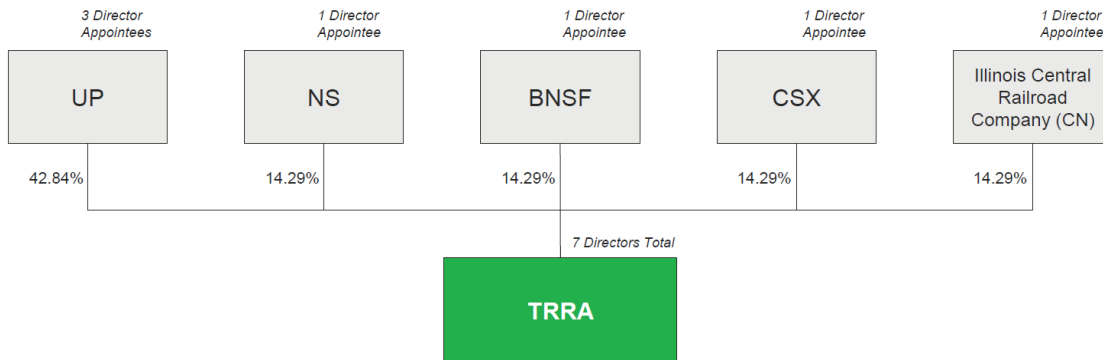 3 Director
Appointees
1 Director
Appointee
1 Director
Appointee
1 Director
Appointee
1 Director
Appointee
UP
NS
BNSF
CSX
Illinois Central
Railroad
Company (CN)
42.84%
14.29%
14.29%
14.29%
14.29%
7 Directors Total
TRRA